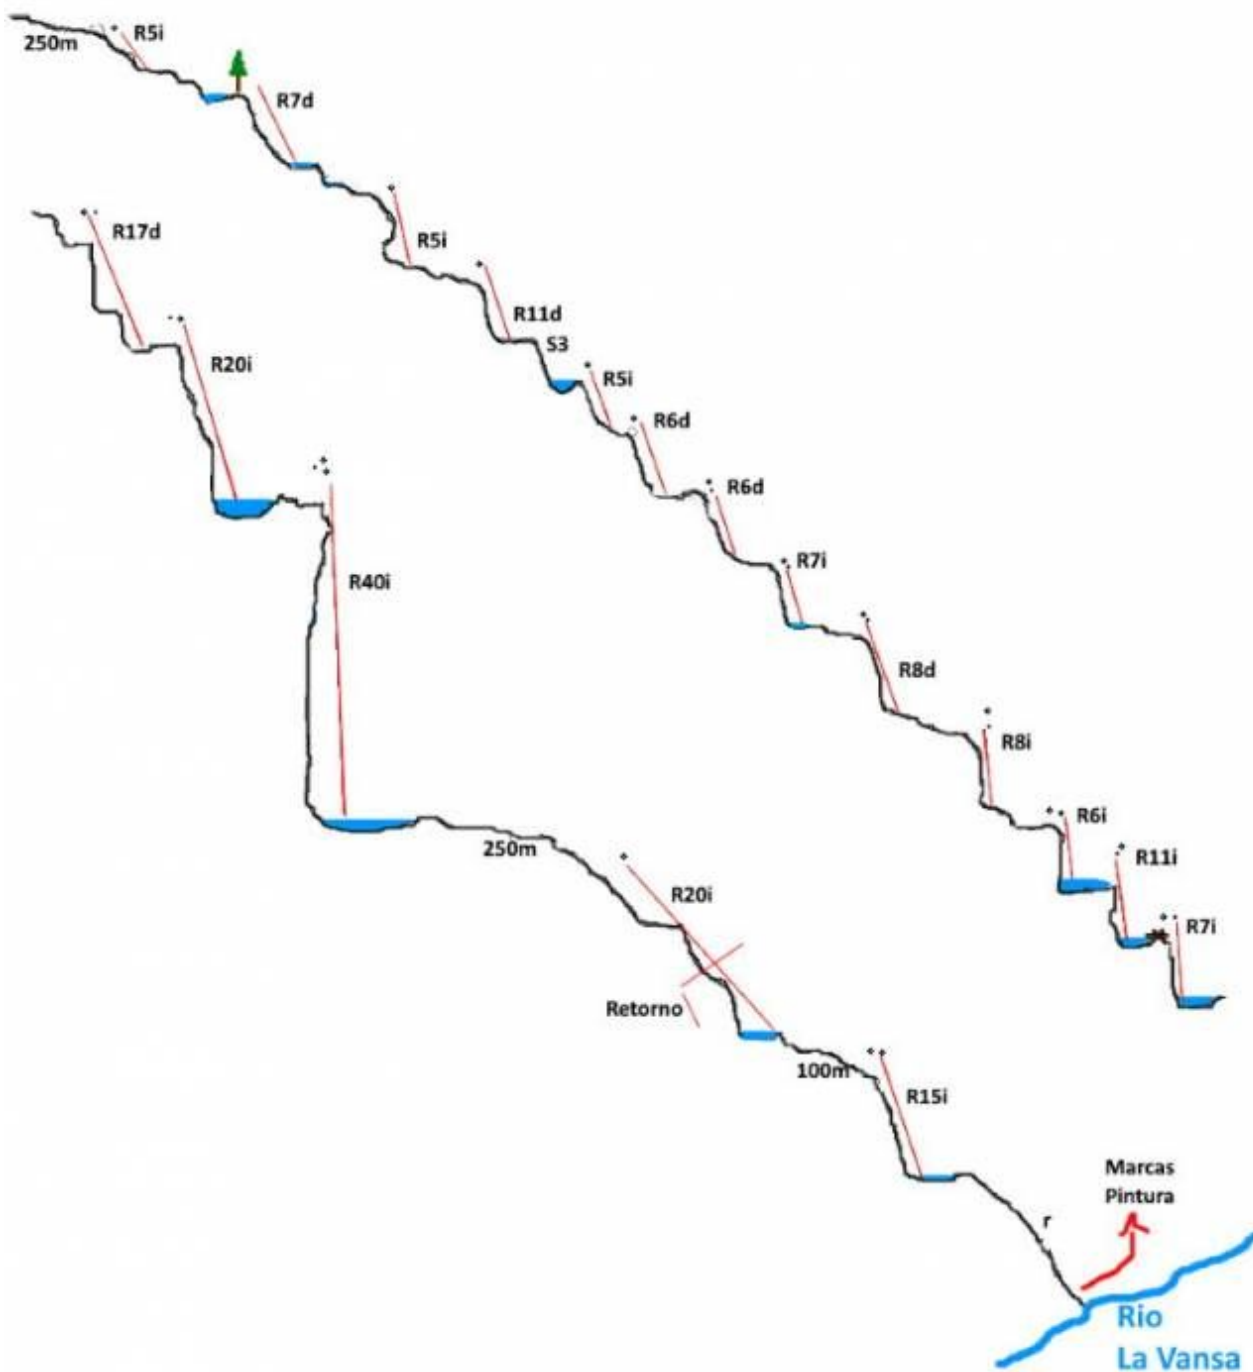 250m
R5i
R7d
R5i
R11d
S3
R5i
R6d
R6d
R7i
R8d
R8i
R6i
R11i
R7i
R17d
R20i
R40i
250m
R20i
Retorno
100m
R15i
r
Marcas
Pintura
Rio
La Vansa